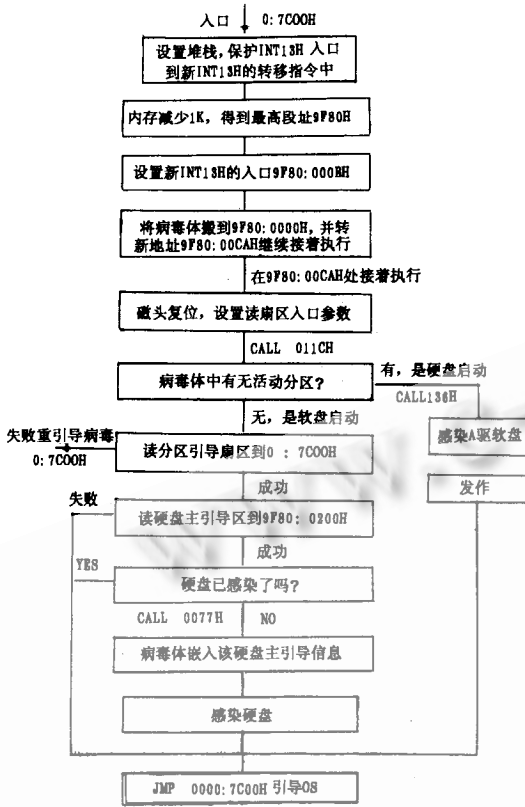 入口 0:7C00H
设置堆栈,保护INT13H 入口
到新INT13H的转移指令中
内存减少1K,得到最高段址9F80H
设置新INT13H的入口9F80:000BH
将病毒体搬到9F80:0000H,并转
新地址9F80:00CAH继续接着执行
在9F80:00CAH处接着执行
磁头复位,设置读扇区入口参数
CALL 011CH
病毒体中有无活动分区?
有,是硬盘启动
CALL136H
无,是软盘启动
感染A驱软盘
失败重引导病毒
0:7C00H
读分区引导扇区到0 : 7C00H
发作
成功
失败
读硬盘主引导区到9F80:0200H
成功
YES
硬盘已感染了吗?
CALL 0077H NO
病毒体嵌入该硬盘主引导信息
感染硬盘
JMP 0000:7C00H 引导OS